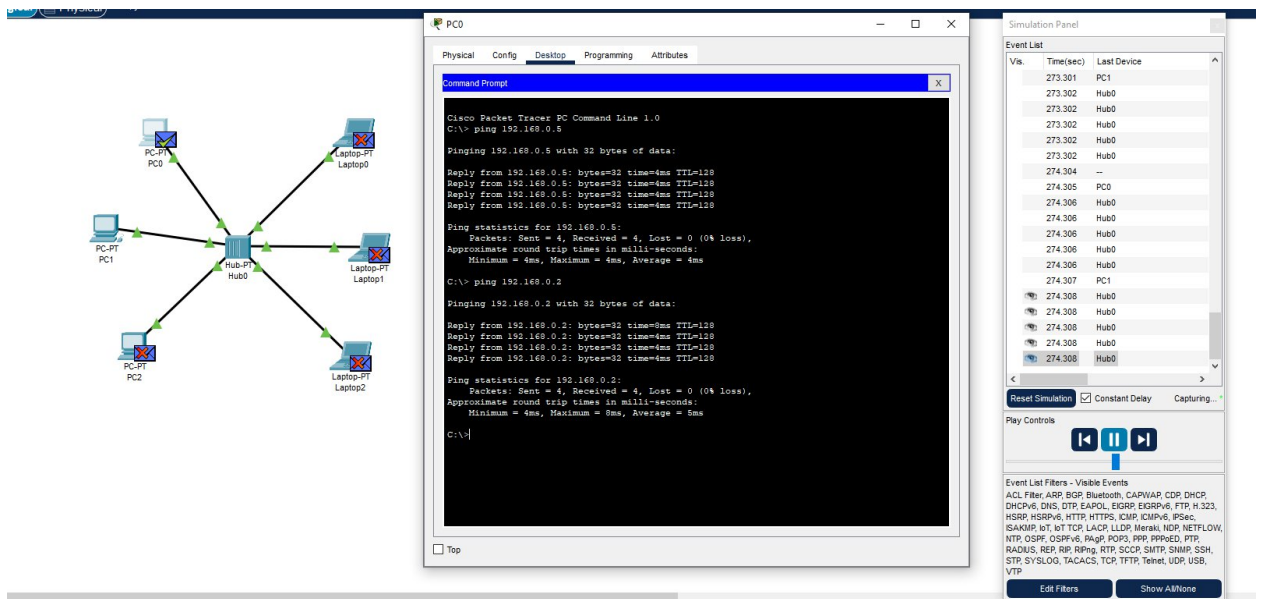 Physical
PC-PT
PC0
Laptop-PT
Laptop0
PC-PT
PC1
Hub-PT
Hub0
Laptop-PT
Laptop1
PC-PT
PC2
Laptop-PT
Laptop2
PC0
Physical Config Desktop Programming Attributes
Command Prompt X
Cisco Packet Tracer PC Command Line 1.0
C:\> ping 192.168.0.5
Pinging 192.168.0.5 with 32 bytes of data:
Reply from 192.168.0.5: bytes=32 time=4ms TTL=128
Reply from 192.168.0.5: bytes=32 time=4ms TTL=128
Reply from 192.168.0.5: bytes=32 time=4ms TTL=128
Reply from 192.168.0.5: bytes=32 time=4ms TTL=128
Ping statistics for 192.168.0.5:
Packets: Sent = 4, Received = 4, Lost = 0 (0% loss),
Approximate round trip times in milli-seconds:
Minimum = 4ms, Maximum = 4ms, Average = 4ms
C:\> ping 192.168.0.2
Pinging 192.168.0.2 with 32 bytes of data:
Reply from 192.168.0.2: bytes=32 time=8ms TTL=128
Reply from 192.168.0.2: bytes=32 time=4ms TTL=128
Reply from 192.168.0.2: bytes=32 time=4ms TTL=128
Reply from 192.168.0.2: bytes=32 time=4ms TTL=128
Ping statistics for 192.168.0.2:
Packets: Sent = 4, Received = 4, Lost = 0 (0% loss),
Approximate round trip times in milli-seconds:
Minimum = 4ms, Maximum = 8ms, Average = 5ms
C:\>
Top
Simulation Panel
Event List
Vis. Time(sec) Last Device
273.301 PC1
273.302 Hub0
273.302 Hub0
273.302 Hub0
273.302 Hub0
273.302 Hub0
274.304 --
274.305 PC0
274.306 Hub0
274.306 Hub0
274.306 Hub0
274.306 Hub0
274.306 Hub0
274.307 PC1
274.308 Hub0
274.308 Hub0
274.308 Hub0
274.308 Hub0
274.308 Hub0
Reset Simulation Constant Delay Capturing...
Play Controls
Event List Filters - Visible Events
ACL Filter, ARP, BGP, Bluetooth, CAPWAP, CDP, DHCP,
DHCPv6, DNS, DTP, EAPOL, EIGRP, EIGRPv6, FTP, H.323,
HSRP, HSRPv6, HTTP, HTTPS, ICMP, ICMPv6, IPSec,
ISAKMP, IoT, IoT TCP, LACP, LLDP, Meraki, NDP, NETFLOW,
NTP, OSPF, OSPFv6, PAgP, POP3, PPP, PPPoED, PTP,
RADIUS, REP, RIP, RIPng, RTP, SCCP, SMTP, SNMP, SSH,
STP, SYSLOG, TACACS, TCP, TFTP, Telnet, UDP, USB,
VTP
Edit Filters Show All/None